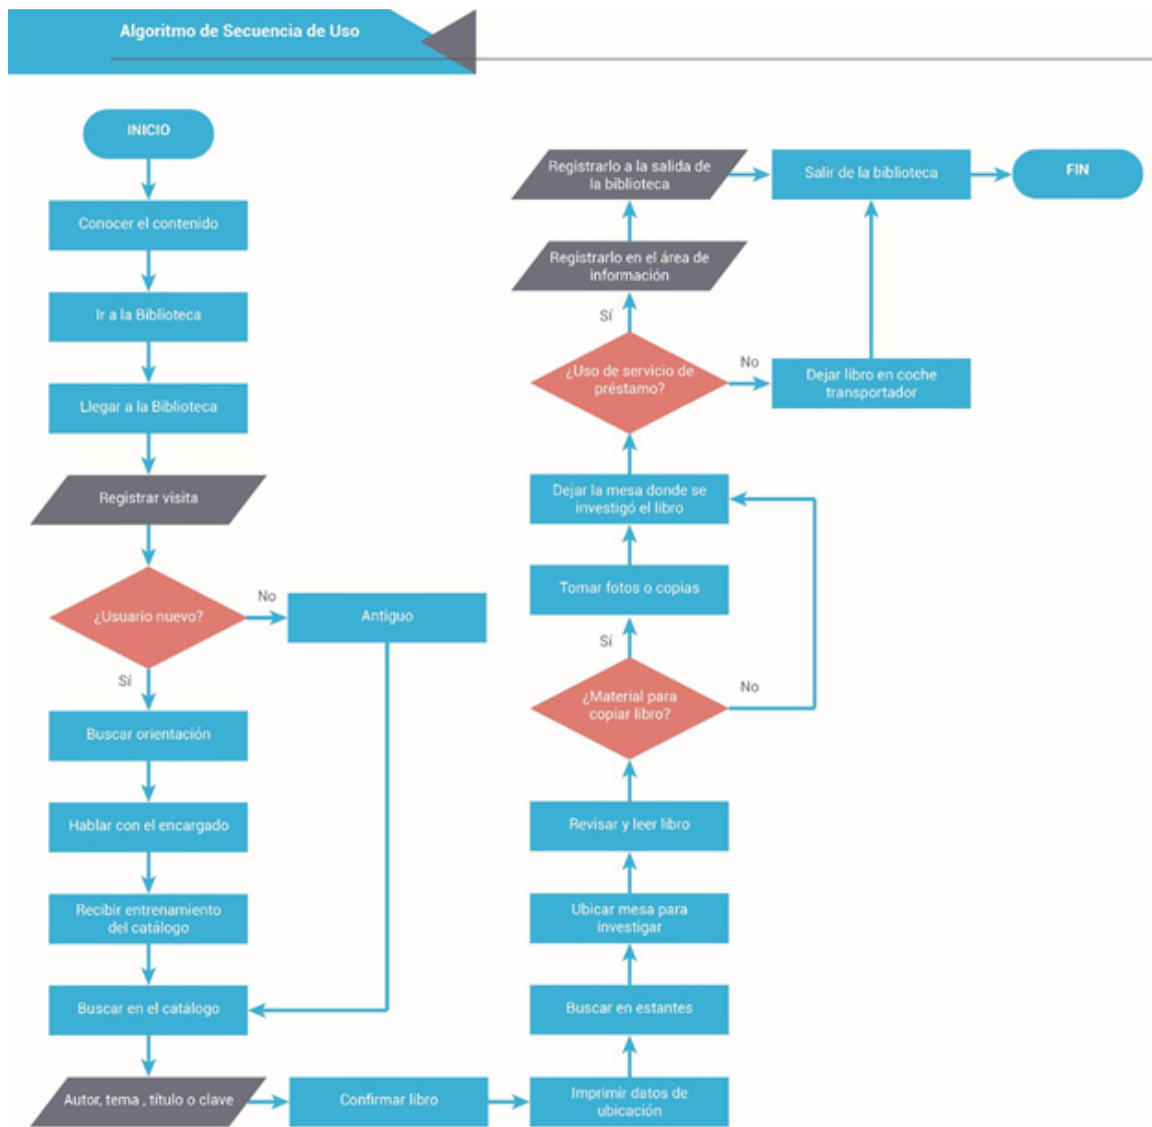 Algoritmo de Secuencia de Uso
INICIO
Conocer el contenido
Ir a la Biblioteca
Llegar a la Biblioteca
Registrar visita
¿Usuario nuevo?
No
Antiguo
Sí
Buscar orientación
Hablar con el encargado
Recibir entrenamiento
del catálogo
Buscar en el catálogo
Autor, tema , título o clave
Confirmar libro
Imprimir datos de
ubicación
Buscar en estantes
Ubicar mesa para
investigar
Revisar y leer libro
¿Material para
copiar libro?
No
Sí
Tomar fotos o copias
Dejar la mesa donde se
investigó el libro
¿Uso de servicio de
préstamo?
No
Dejar libro en coche
transportador
Sí
Registrarlo en el área de
información
Registrarlo a la salida de
la biblioteca
Salir de la biblioteca
FIN